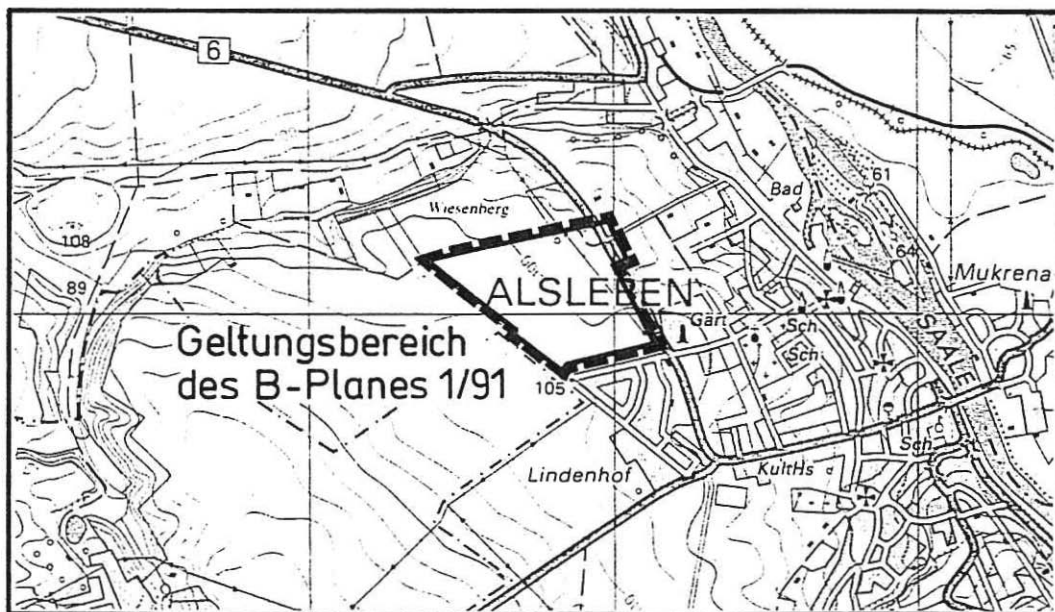 6
Bad
61
Wiesenberg
108
64
Mukrena
89
ALSLEBEN
SAALE
Geltungsbereich
des B-Planes 1/91
Gärt
Sch
Sch
105
Lindenhof
KultHs
Sch